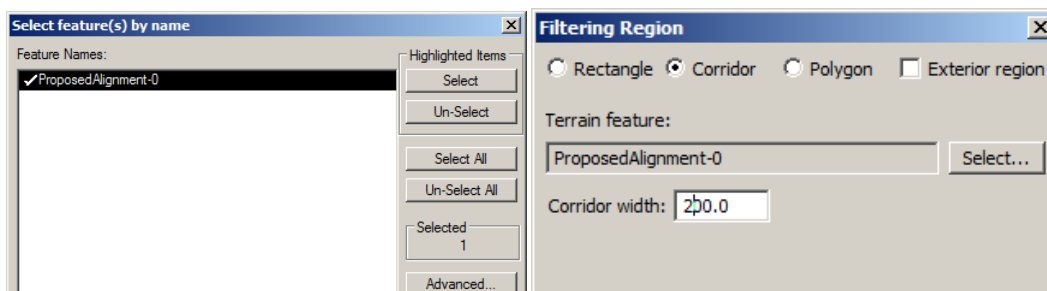 Select feature(s) by name
Feature Names:
ProposedAlignment-0
Highlighted Items
Select
Un-Select
Select All
Un-Select All
Selected
1
Advanced...
Filtering Region
Rectangle Corridor Polygon Exterior region
Terrain feature:
ProposedAlignment-0 Select...
Corridor width: 200.0